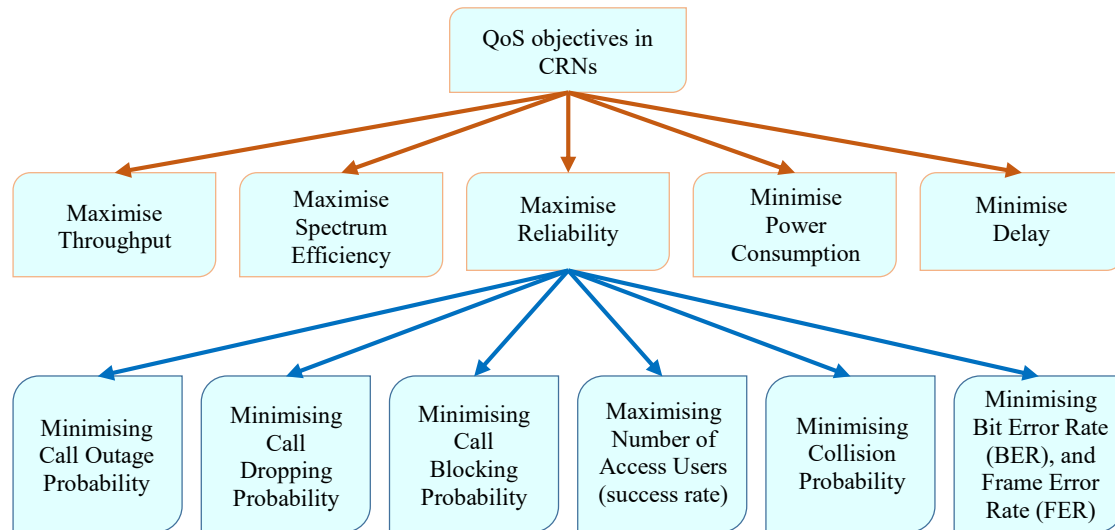 QoS objectives in
CRNs
Maximise
Throughput
Maximise
Spectrum
Efficiency
Maximise
Reliability
Minimise
Power
Consumption
Minimise
Delay
Minimising
Call Outage
Probability
Minimising
Call
Dropping
Probability
Minimising
Call
Blocking
Probability
Maximising
Number of
Access Users
(success rate)
Minimising
Collision
Probability
Minimising
Bit Error Rate
(BER), and
Frame Error
Rate (FER)